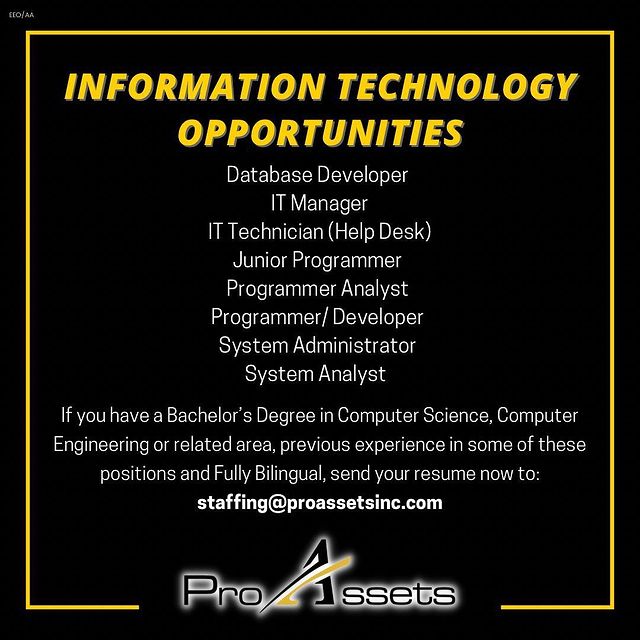 EEO/AA
INFORMATION TECHNOLOGY
OPPORTUNITIES
Database Developer
IT Manager
IT Technician (Help Desk)
Junior Programmer
Programmer Analyst
Programmer/ Developer
System Administrator
System Analyst
If you have a Bachelor's Degree in Computer Science, Computer
Engineering or related area, previous experience in some of these
positions and Fully Bilingual, send your resume now to:
staffing@proassetsinc.com
Pro Assets